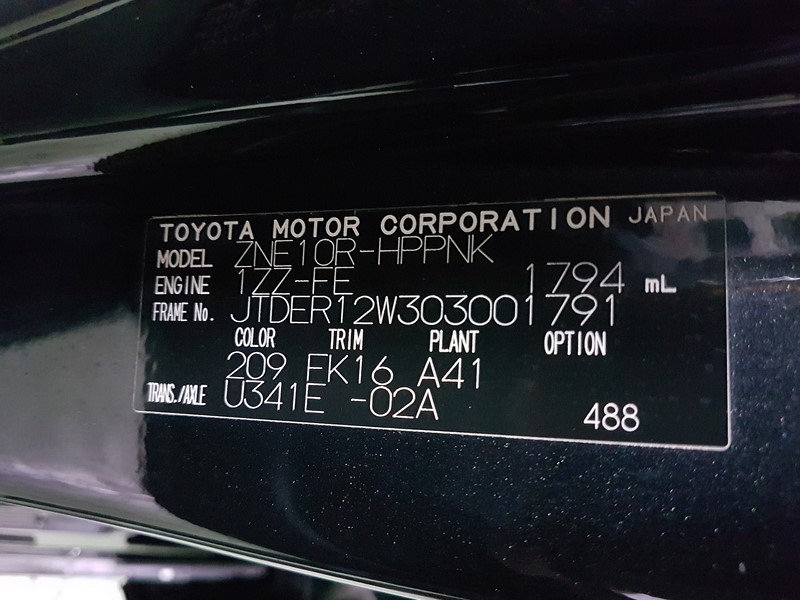 TOYOTA MOTOR CORPORATION JAPAN
MODEL ZNE10R-HPPNK
ENGINE 1ZZ-FE 1794 mL
FRAME No. JTDER12W303001791
COLOR TRIM PLANT OPTION
209 FK16 A41
TRANS./AXLE U341E -02A
488